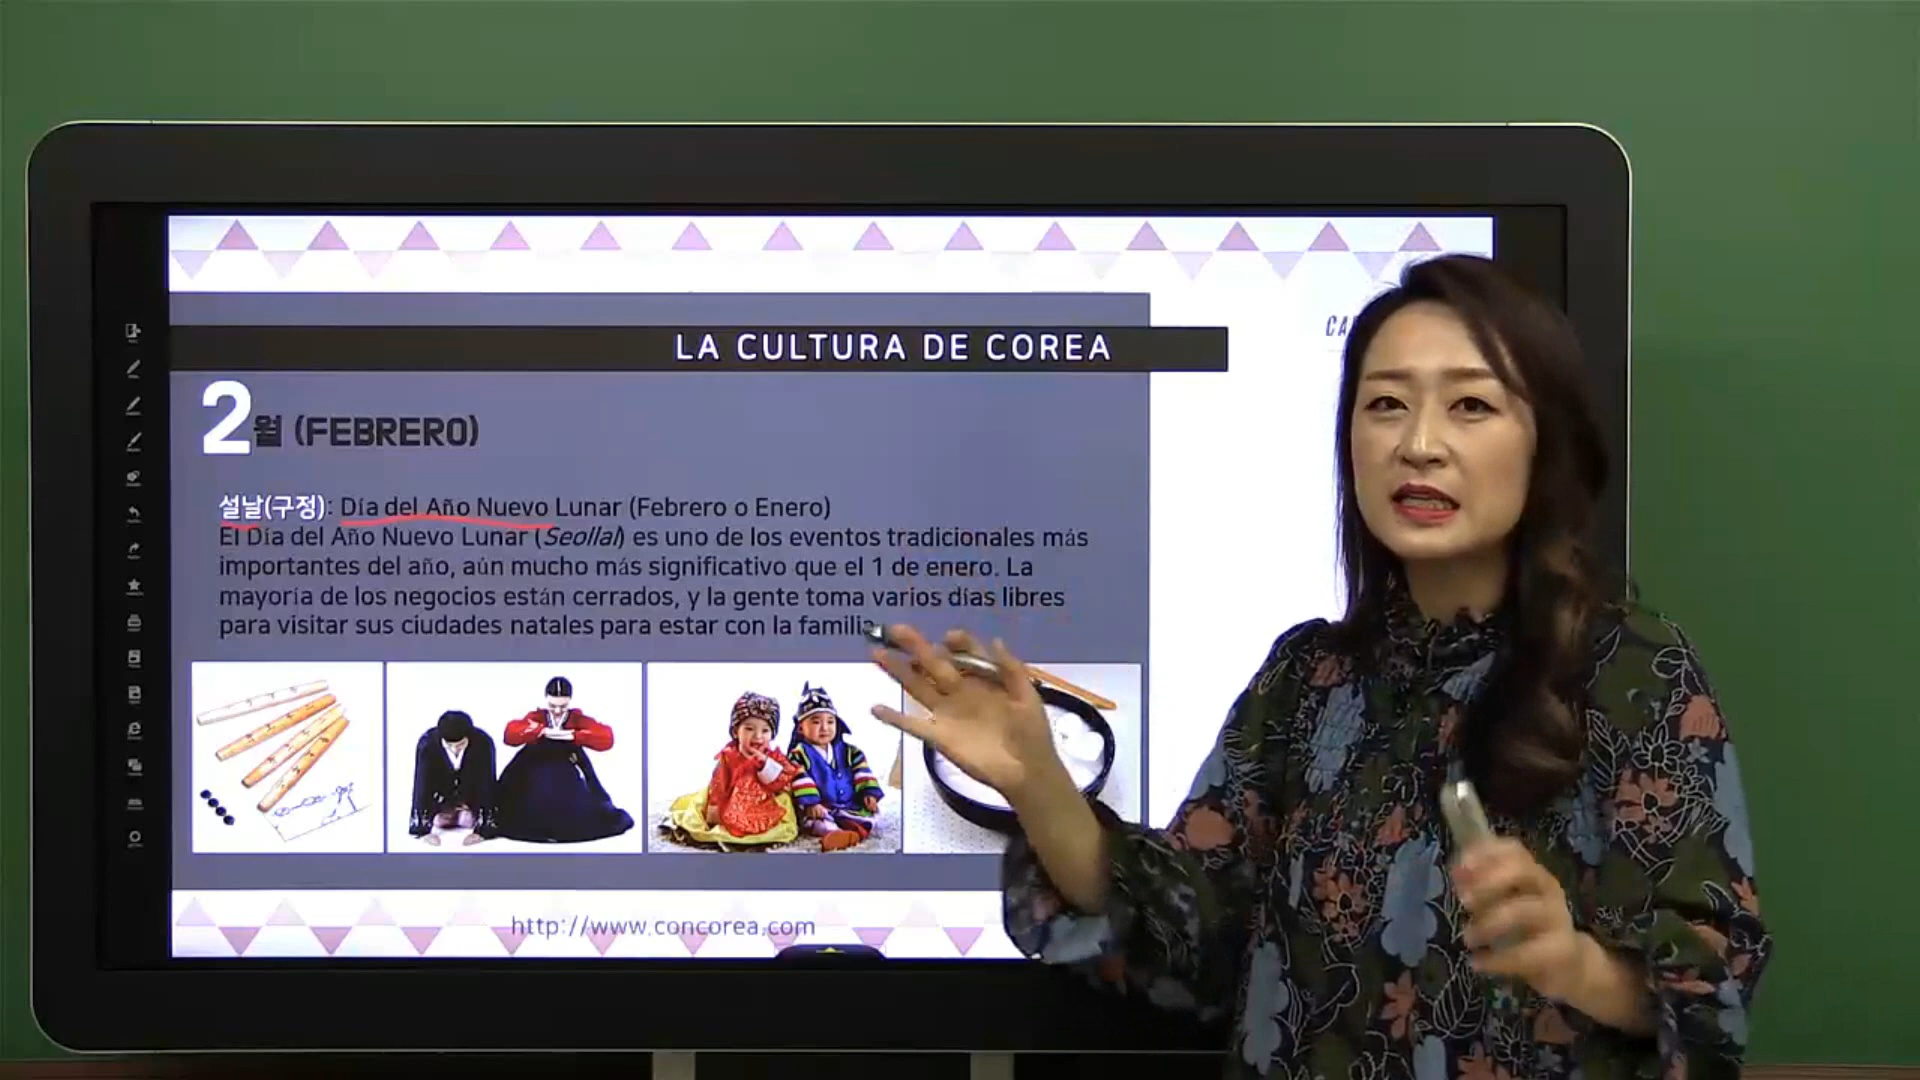 LA CULTURA DE COREA
2월 (FEBRERO)
설날(구정): Día del Año Nuevo Lunar (Febrero o Enero)
El Día del Año Nuevo Lunar (Seollal) es uno de los eventos tradicionales más
importantes del año, aún mucho más significativo que el 1 de enero. La
mayoría de los negocios están cerrados, y la gente toma varios días libres
para visitar sus ciudades natales para estar con la familia
http://www.concorea.com